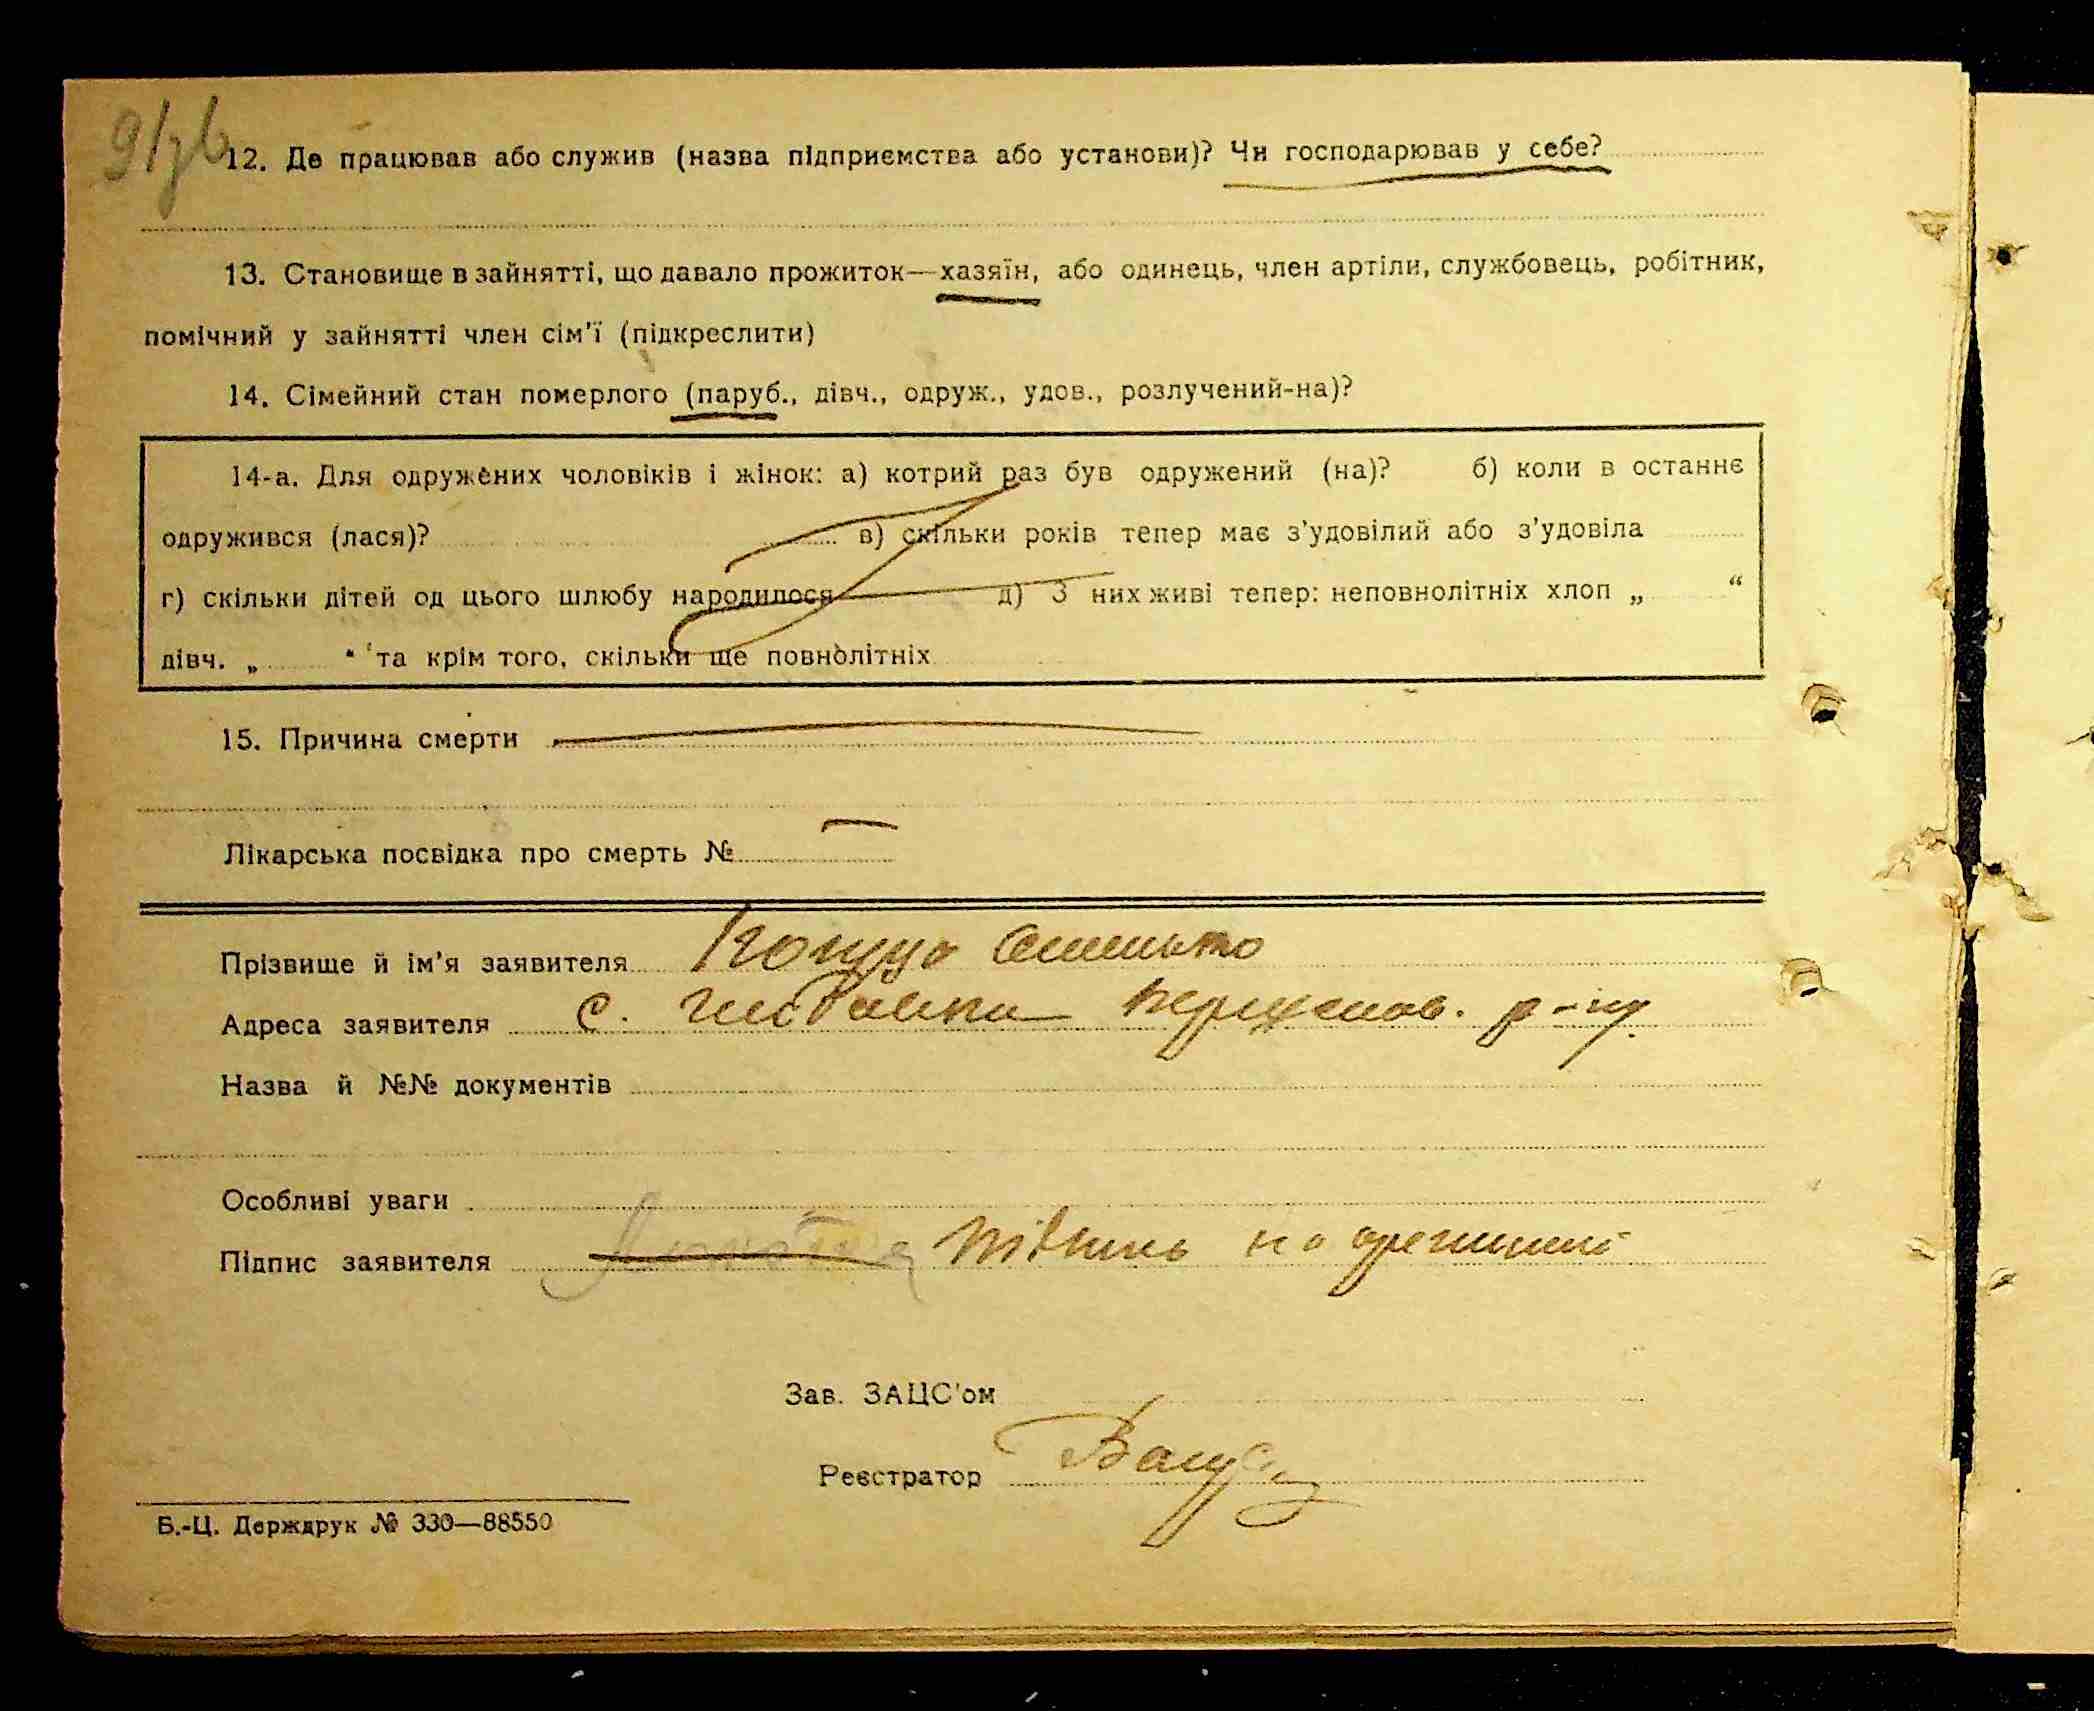 12. Де працював або служив (назва підприємства або установи)? Чи господарював у себе?
13. Становище в зайнятті, що давало прожиток—хазяїн, або одинець, член артіли, службовець, робітник,
помічний у зайнятті член сім'ї (підкреслити)
14. Сімейний стан померлого (паруб., дівч., одруж., удов., розлучений-на)?
14-а. Для одружених чоловіків і жінок: а) котрий раз був одружений (на)? б) коли в останнє
одружився (лася)? в) скільки років тепер має з'удовілий або з'удовіла
г) скільки дітей од цього шлюбу народилося д) З них живі тепер: неповнолітніх хлоп „ “
дівч. „ “ та крім того, скільки ще повнолітніх
15. Причина смерти
Лікарська посвідка про смерть №
Прізвище й ім'я заявителя
Адреса заявителя с. р-ну
Назва й №№ документів
Особливі уваги
Підпис заявителя Підпись на
Зав. ЗАЦС'ом
Реєстратор
Б.-Ц. Держдрук № 330—88550